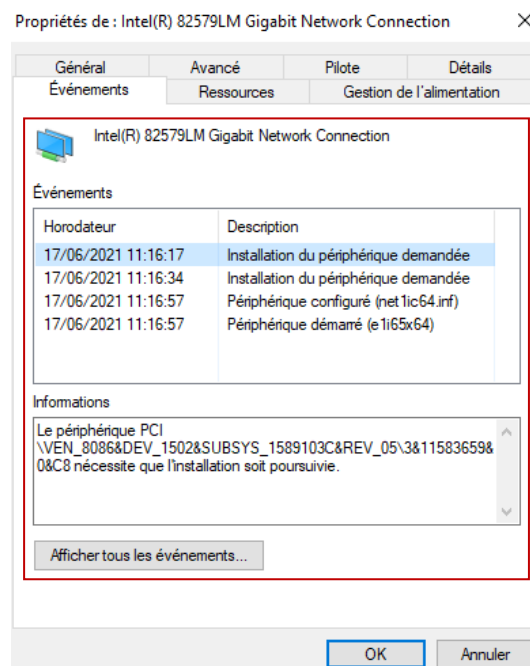 Propriétés de : Intel(R) 82579LM Gigabit Network Connection
Général Avancé Pilote Détails
Événements Ressources Gestion de l'alimentation
Intel(R) 82579LM Gigabit Network Connection
Événements
Horodateur Description
17/06/2021 11:16:17 Installation du périphérique demandée
17/06/2021 11:16:34 Installation du périphérique demandée
17/06/2021 11:16:57 Périphérique configuré (net1ic64.inf)
17/06/2021 11:16:57 Périphérique démarré (e1i65x64)
Informations
Le périphérique PCI
\VEN_8086&DEV_1502&SUBSYS_1589103C&REV_05\3&11583659&
0&C8 nécessite que l'installation soit poursuivie.
Afficher tous les événements...
OK Annuler